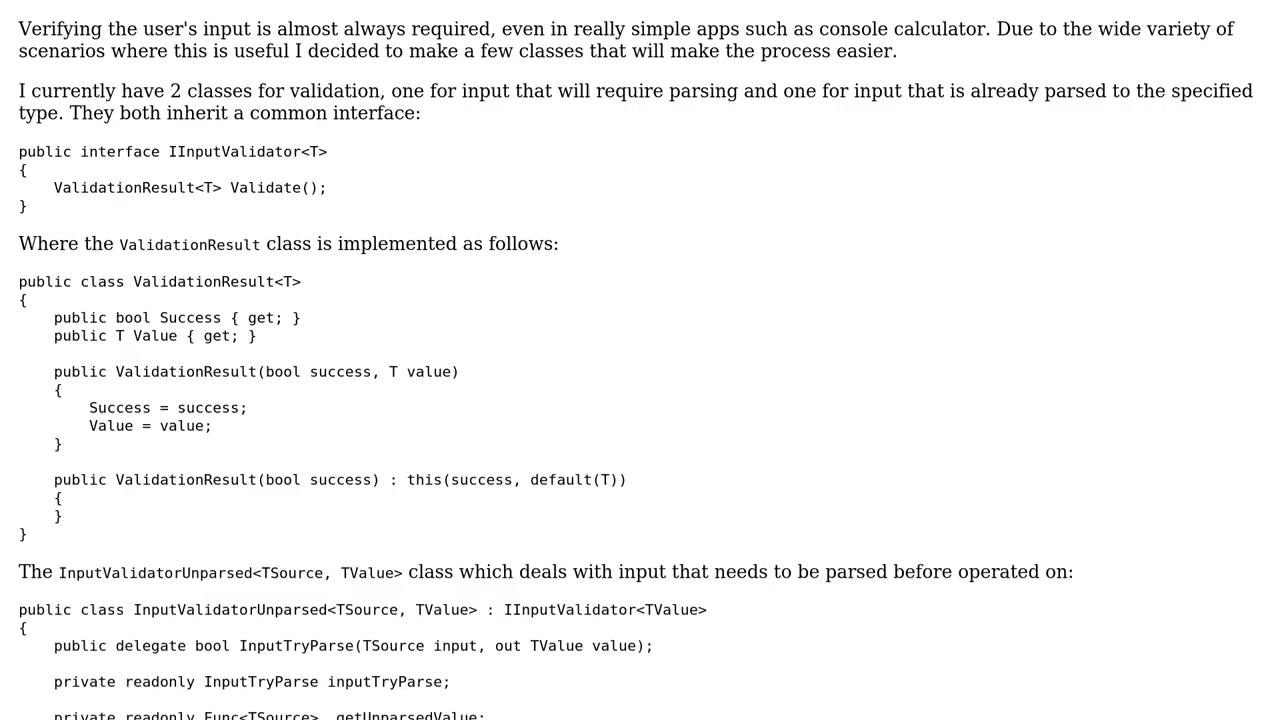 Verifying the user's input is almost always required, even in really simple apps such as console calculator. Due to the wide variety of
scenarios where this is useful I decided to make a few classes that will make the process easier.
I currently have 2 classes for validation, one for input that will require parsing and one for input that is already parsed to the specified
type. They both inherit a common interface:
public interface IInputValidator<T>
{
    ValidationResult<T> Validate();
}
Where the ValidationResult class is implemented as follows:
public class ValidationResult<T>
{
    public bool Success { get; }
    public T Value { get; }
    public ValidationResult(bool success, T value)
    {
        Success = success;
        Value = value;
    }
    public ValidationResult(bool success) : this(success, default(T))
    {
    }
}
The InputValidatorUnparsed<TSource, TValue> class which deals with input that needs to be parsed before operated on:
public class InputValidatorUnparsed<TSource, TValue> : IInputValidator<TValue>
{
    public delegate bool InputTryParse(TSource input, out TValue value);
    private readonly InputTryParse inputTryParse;
    private readonly Func<TSource> _getUnparsedValue;